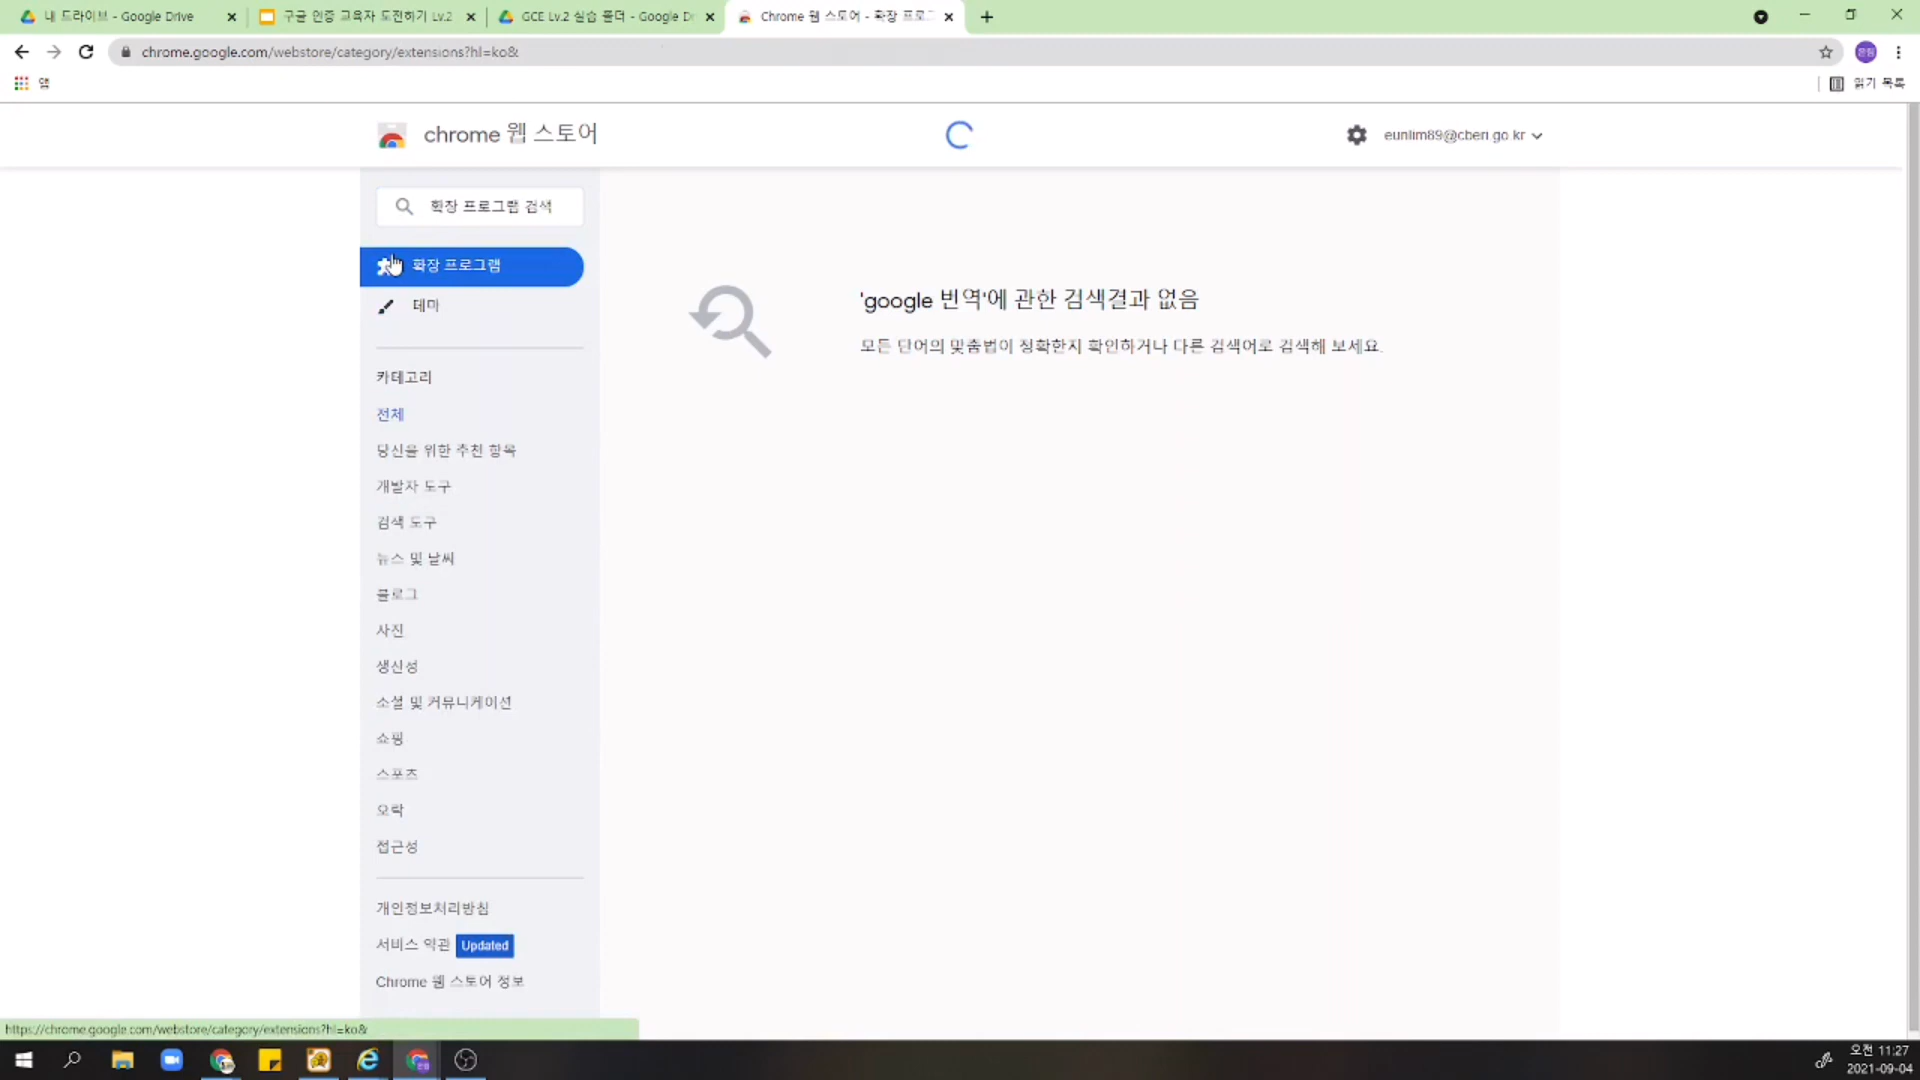 내 드라이브 - Google Drive
구글 인증 교육자 도전하기 Lv.2
GCE Lv.2 실습 폴더 - Google Dr
Chrome 웹 스토어 - 확장 프로그
chrome.google.com/webstore/category/extensions?hl=ko&
앱
읽기 목록
chrome 웹 스토어
eunlim89@cberi.go.kr
확장 프로그램 검색
확장 프로그램
테마
카테고리
전체
당신을 위한 추천 항목
개발자 도구
검색 도구
뉴스 및 날씨
블로그
사진
생산성
소셜 및 커뮤니케이션
쇼핑
스포츠
오락
접근성
개인정보처리방침
서비스 약관 Updated
Chrome 웹 스토어 정보
'google 번역'에 관한 검색결과 없음
모든 단어의 맞춤법이 정확한지 확인하거나 다른 검색어로 검색해 보세요.
https://chrome.google.com/webstore/category/extensions?hl=ko&
오전 11:27
2021-09-04